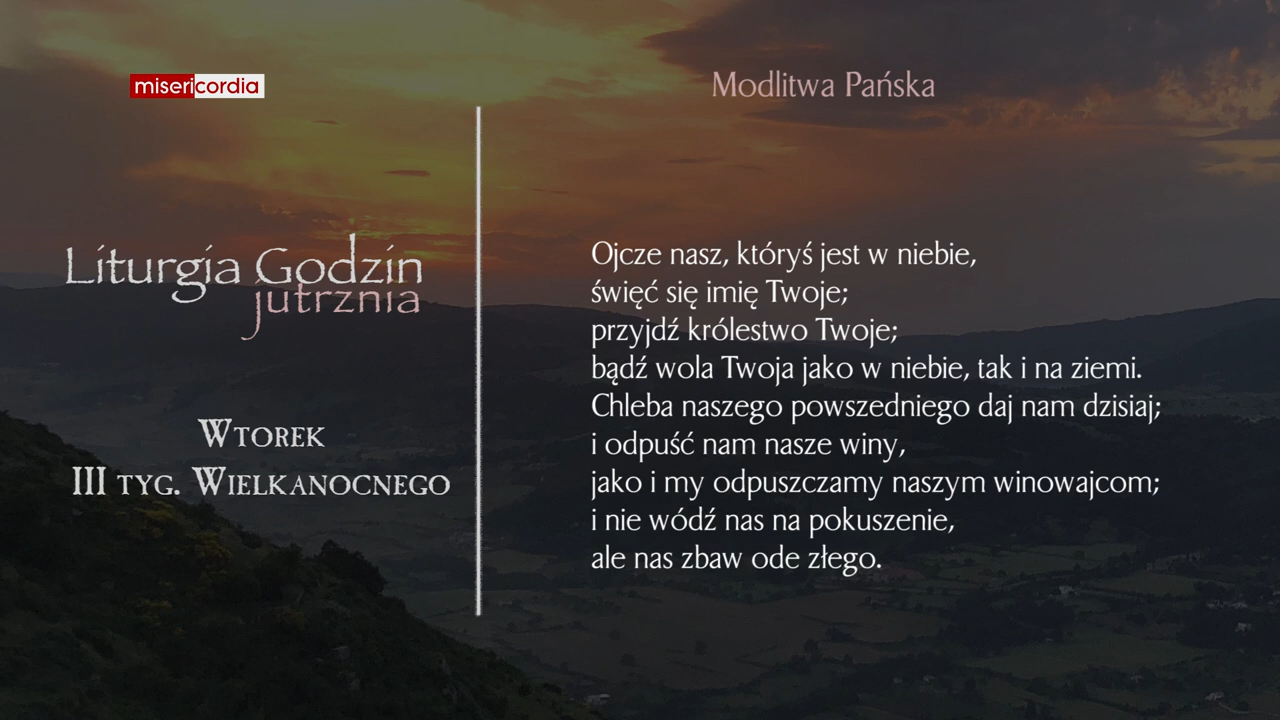 misericordia
Liturgia Godzin
jutrznia
Wtorek
III tyg. Wielkanocnego
Modlitwa Pańska
Ojcze nasz, któryś jest w niebie,
święć się imię Twoje;
przyjdź królestwo Twoje;
bądź wola Twoja jako w niebie, tak i na ziemi.
Chleba naszego powszedniego daj nam dzisiaj;
i odpuść nam nasze winy,
jako i my odpuszczamy naszym winowajcom;
i nie wódź nas na pokuszenie,
ale nas zbaw ode złego.